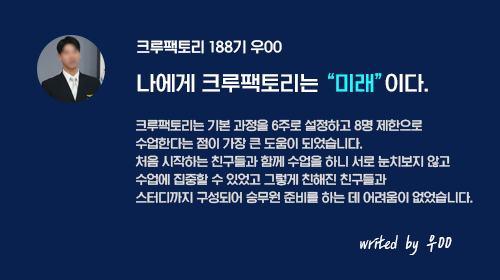 크루팩토리 188기 우00
나에게 크루팩토리는 “미래”이다.
크루팩토리는 기본 과정을 6주로 설정하고 8명 제한으로
수업한다는 점이 가장 큰 도움이 되었습니다.
처음 시작하는 친구들과 함께 수업을 하니 서로 눈치보지 않고
수업에 집중할 수 있었고 그렇게 친해진 친구들과
스터디까지 구성되어 승무원 준비를 하는 데 어려움이 없었습니다.
writed by 우00